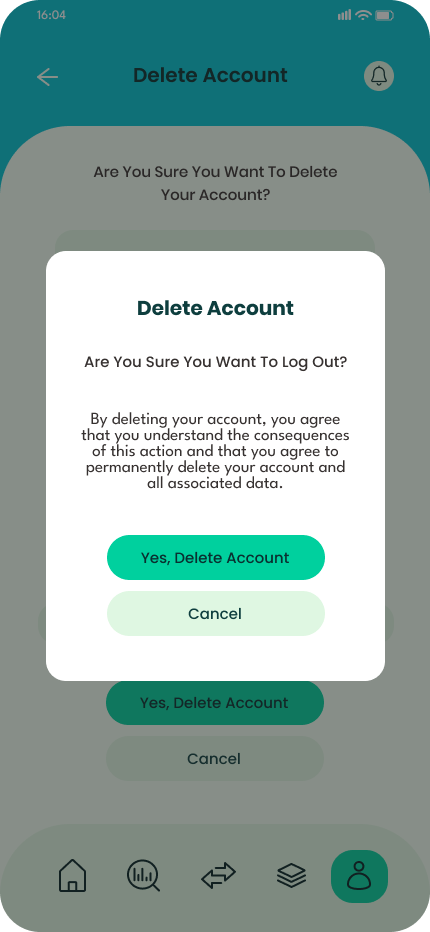 16:04
Delete Account
Are You Sure You Want To Delete
Your Account?
Delete Account
Are You Sure You Want To Log Out?
By deleting your account, you agree
that you understand the consequences
of this action and that you agree to
permanently delete your account and
all associated data.
Yes, Delete Account
Cancel
Yes, Delete Account
Cancel